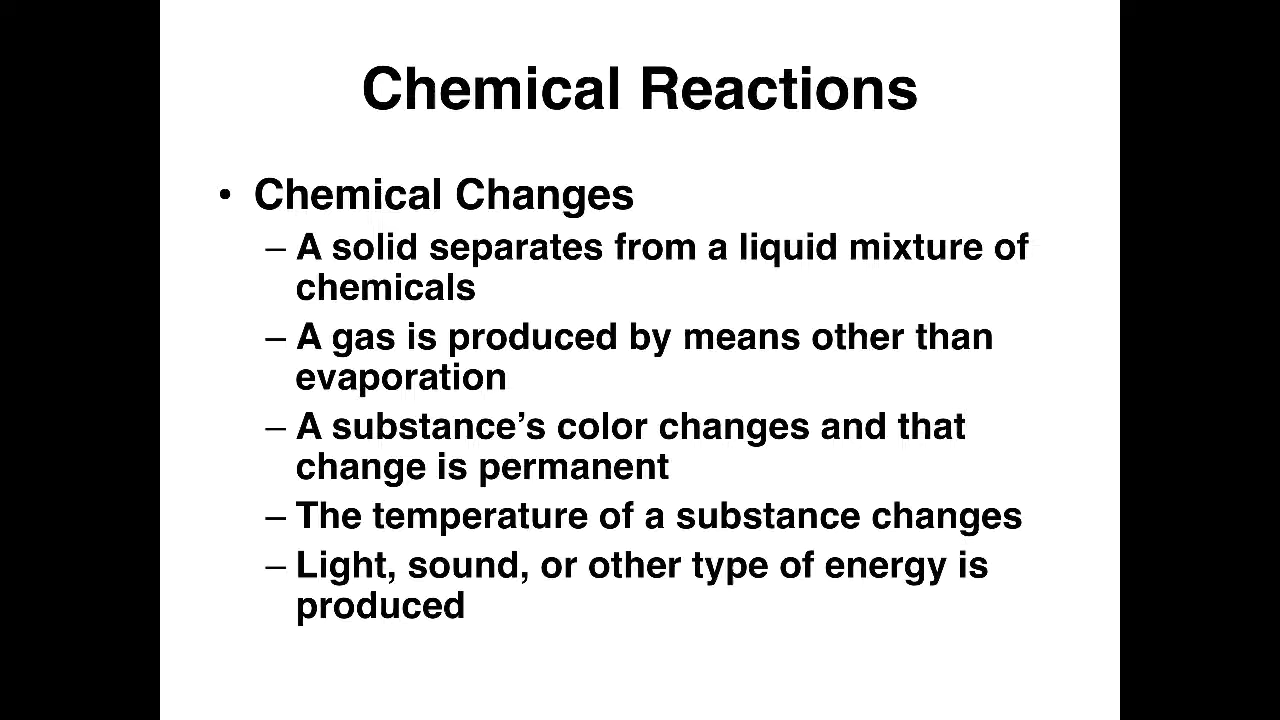 Chemical Reactions
• Chemical Changes
– A solid separates from a liquid mixture of
chemicals
– A gas is produced by means other than
evaporation
– A substance’s color changes and that
change is permanent
– The temperature of a substance changes
– Light, sound, or other type of energy is
produced